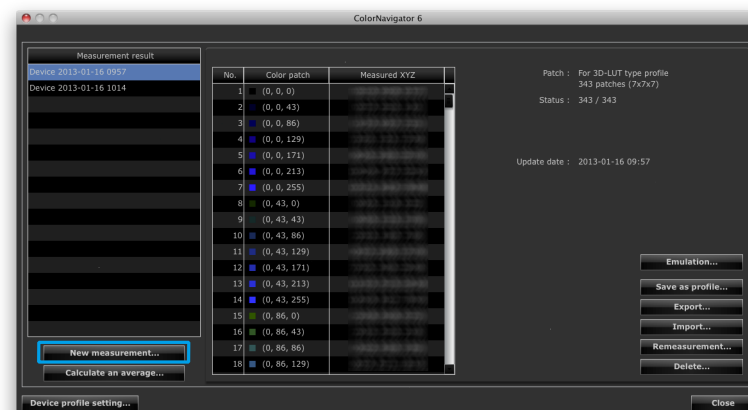 ColorNavigator 6
Measurement result
Device 2013-01-16 0957
Device 2013-01-16 1014
No. Color patch Measured XYZ
1 (0, 0, 0)
2 (0, 0, 43)
3 (0, 0, 86)
4 (0, 0, 129)
5 (0, 0, 171)
6 (0, 0, 213)
7 (0, 0, 255)
8 (0, 43, 0)
9 (0, 43, 43)
10 (0, 43, 86)
11 (0, 43, 129)
12 (0, 43, 171)
13 (0, 43, 213)
14 (0, 43, 255)
15 (0, 86, 0)
16 (0, 86, 43)
17 (0, 86, 86)
18 (0, 86, 129)
Patch : For 3D-LUT type profile
343 patches (7x7x7)
Status : 343 / 343
Update date : 2013-01-16 09:57
Emulation...
Save as profile...
Export...
Import...
Remeasurement...
Delete...
New measurement...
Calculate an average...
Device profile setting...
Close